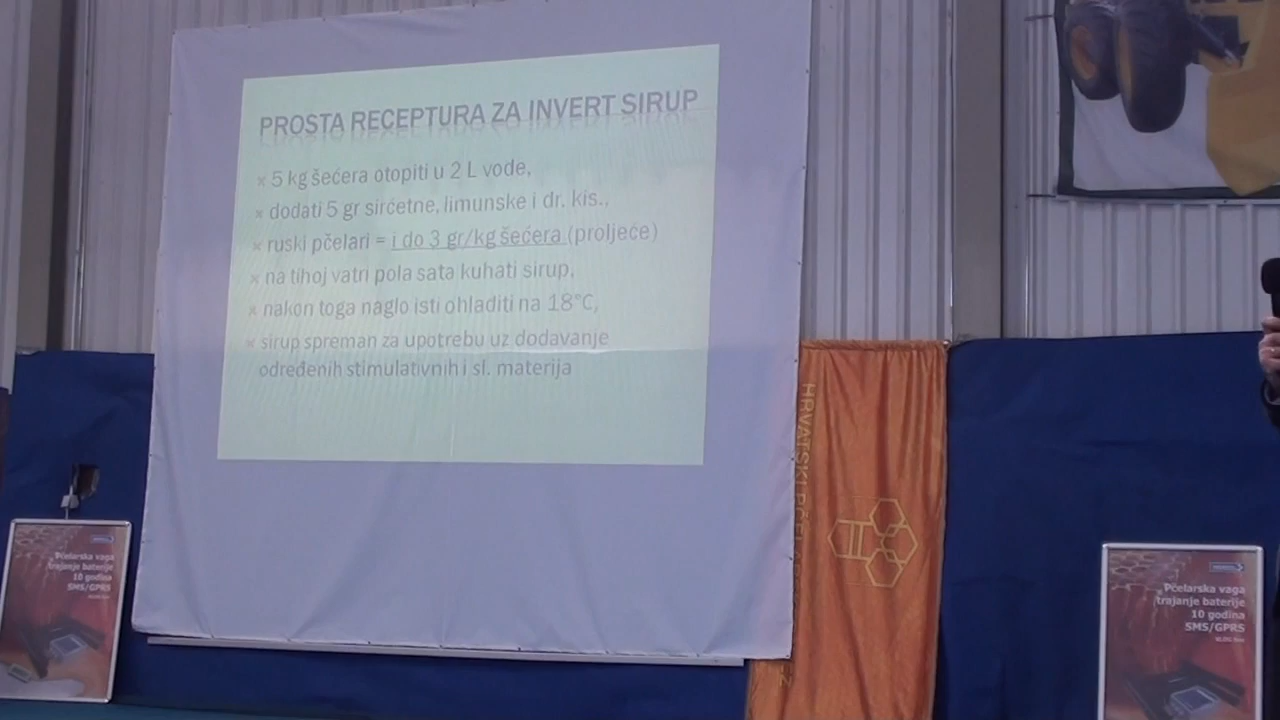 PROSTA RECEPTURA ZA INVERT SIRUP
5 kg šećera otopiti u 2 L vode,
dodati 5 gr sirćetne, limunske i dr. kis.,
ruski pčelari = i do 3 gr/kg šećera (proljeće)
na tihoj vatri pola sata kuhati sirup,
nakon toga naglo isti ohladiti na 18°C,
sirup spreman za upotrebu uz dodavanje
određenih stimulativnih i sl. materija
HRVATSKI
Pčelarska vaga
trajanje baterije
10 godina
SMS/GPRS
Pčelarska vaga
trajanje baterije
10 godina
SMS/GPRS